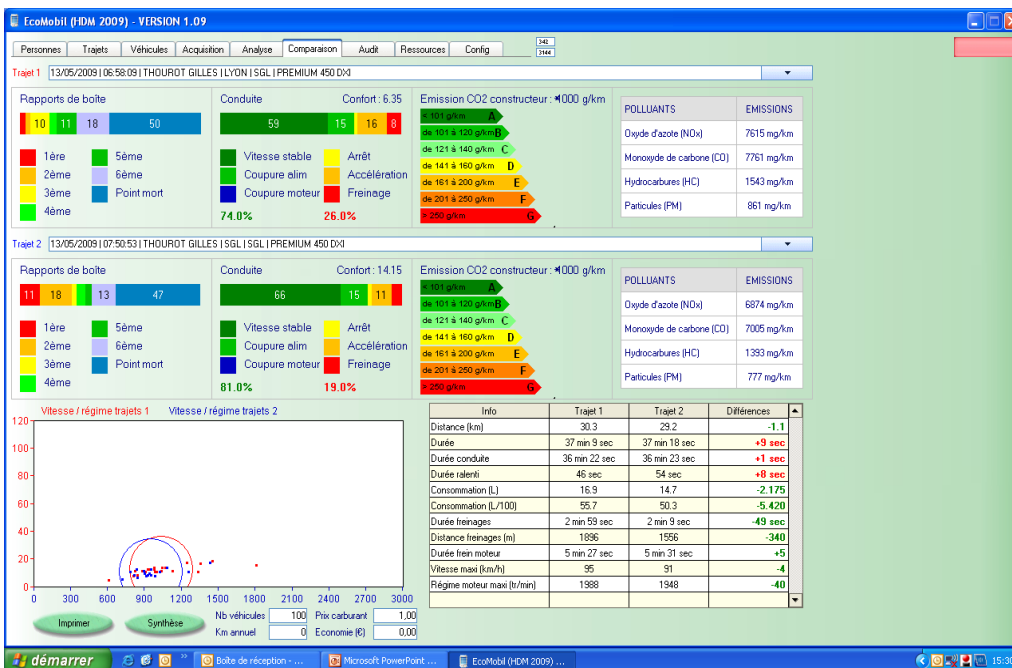 EcoMobil (HDM 2009) - VERSION 1.09
Personnes Trajets Véhicules Acquisition Analyse Comparaison Audit Ressources Config
342
3144
Trajet 1 13/05/2009 | 06:58:09 | THOUROT GILLES | LYON | SGL | PREMIUM 450 DXI
Rapports de boîte
10 11 18 50
1ère 5ème
2ème 6ème
3ème Point mort
4ème
Conduite Confort : 6.35
59 15 16 8
Vitesse stable Arrêt
Coupure alim Accélération
Coupure moteur Freinage
74.0% 26.0%
Emission CO2 constructeur : 1000 g/km
< 101 g/km A
de 101 à 120 g/km B
de 121 à 140 g/km C
de 141 à 160 g/km D
de 161 à 200 g/km E
de 201 à 250 g/km F
> 250 g/km G
POLLUANTS EMISSIONS
Oxyde d'azote (NOx) 7615 mg/km
Monoxyde de carbone (CO) 7761 mg/km
Hydrocarbures (HC) 1543 mg/km
Particules (PM) 861 mg/km
Trajet 2 13/05/2009 | 07:50:53 | THOUROT GILLES | SGL | SGL | PREMIUM 450 DXI
Rapports de boîte
11 18 13 47
1ère 5ème
2ème 6ème
3ème Point mort
4ème
Conduite Confort : 14.15
66 15 11
Vitesse stable Arrêt
Coupure alim Accélération
Coupure moteur Freinage
81.0% 19.0%
Emission CO2 constructeur : 1000 g/km
< 101 g/km A
de 101 à 120 g/km B
de 121 à 140 g/km C
de 141 à 160 g/km D
de 161 à 200 g/km E
de 201 à 250 g/km F
> 250 g/km G
POLLUANTS EMISSIONS
Oxyde d'azote (NOx) 6874 mg/km
Monoxyde de carbone (CO) 7005 mg/km
Hydrocarbures (HC) 1393 mg/km
Particules (PM) 777 mg/km
Vitesse / régime trajets 1 Vitesse / régime trajets 2
120
100
80
60
40
20
0
0 300 600 900 1200 1500 1800 2100 2400 2700 3000
Info Trajet 1 Trajet 2 Différences
Distance (km) 30.3 29.2 -1.1
Durée 37 min 9 sec 37 min 18 sec +9 sec
Durée conduite 36 min 22 sec 36 min 23 sec +1 sec
Durée ralenti 46 sec 54 sec +8 sec
Consommation (L) 16.9 14.7 -2.175
Consommation (L/100) 55.7 50.3 -5.420
Durée freinages 2 min 59 sec 2 min 9 sec -49 sec
Distance freinages (m) 1896 1556 -340
Durée frein moteur 5 min 27 sec 5 min 31 sec +5
Vitesse maxi (km/h) 95 91 -4
Régime moteur maxi (tr/min) 1988 1948 -40
Imprimer Synthèse
Nb véhicules 100 Prix carburant 1,00
Km annuel 0 Economie (€) 0,00
démarrer Boîte de réception - ... Microsoft PowerPoint ... EcoMobil (HDM 2009) ... 15:30